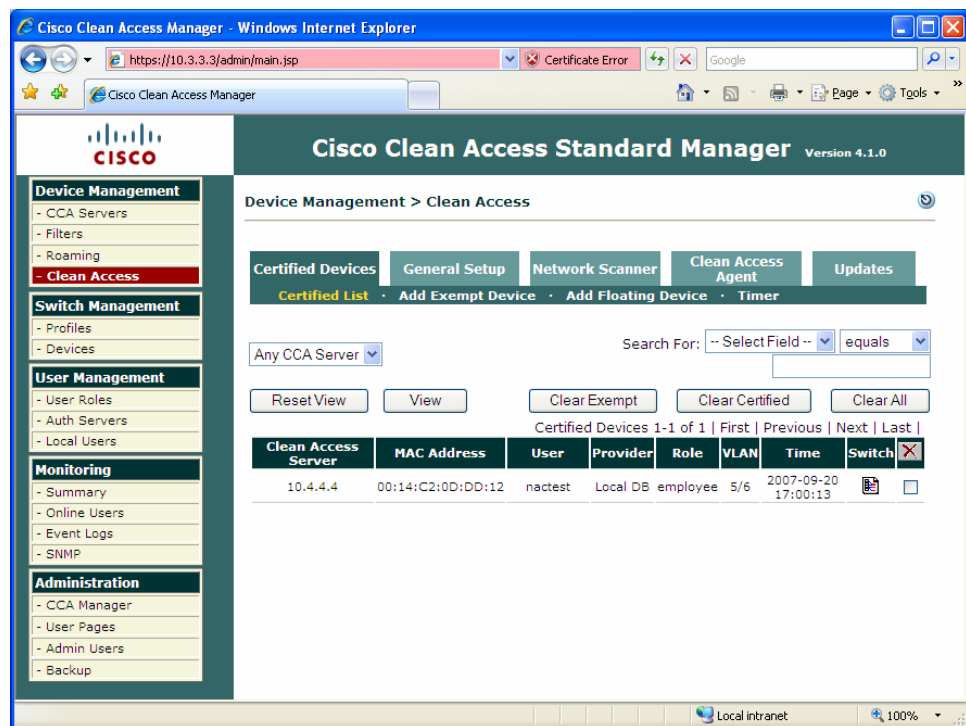 Cisco Clean Access Manager - Windows Internet Explorer
https://10.3.3.3/admin/main.jsp
Certificate Error
Google
Cisco Clean Access Manager
Page
Tools
»
CISCO
Cisco Clean Access Standard Manager Version 4.1.0
Device Management
- CCA Servers
- Filters
- Roaming
- Clean Access
Switch Management
- Profiles
- Devices
User Management
- User Roles
- Auth Servers
- Local Users
Monitoring
- Summary
- Online Users
- Event Logs
- SNMP
Administration
- CCA Manager
- User Pages
- Admin Users
- Backup
Device Management > Clean Access
Certified Devices
General Setup
Network Scanner
Clean Access Agent
Updates
Certified List · Add Exempt Device · Add Floating Device · Timer
Any CCA Server
Search For: -- Select Field -- equals
Reset View
View
Clear Exempt
Clear Certified
Clear All
Certified Devices 1-1 of 1 | First | Previous | Next | Last |
Clean Access Server MAC Address User Provider Role VLAN Time Switch
10.4.4.4 00:14:C2:0D:DD:12 nactest Local DB employee 5/6 2007-09-20 17:00:13
Local intranet
100%